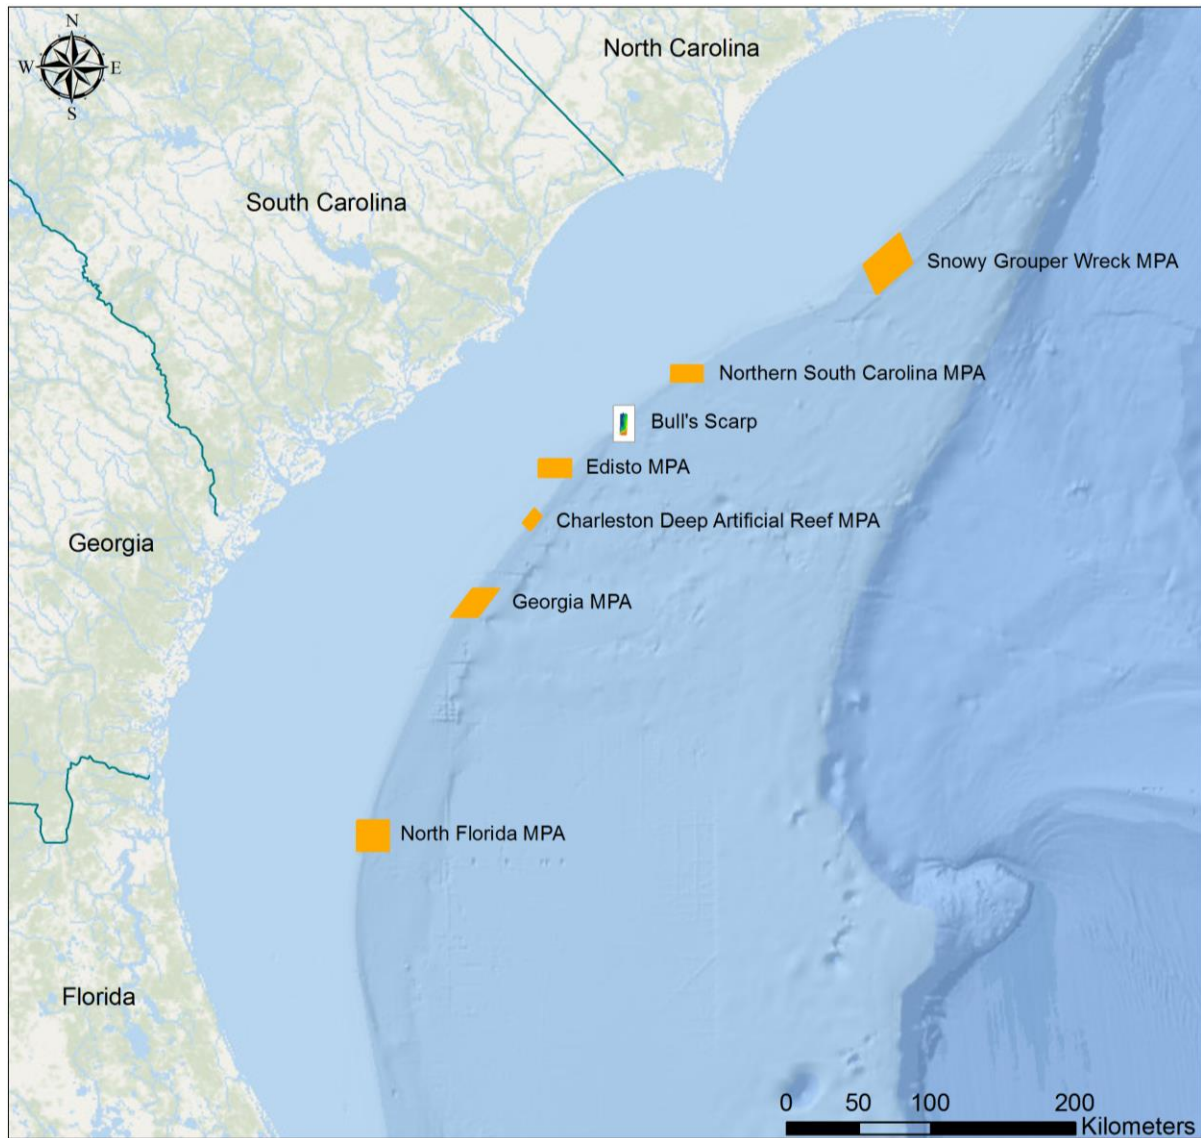 N
W E
S
North Carolina
South Carolina
Snowy Grouper Wreck MPA
Northern South Carolina MPA
Bull's Scarp
Edisto MPA
Charleston Deep Artificial Reef MPA
Georgia
Georgia MPA
North Florida MPA
Florida
0 50 100 200
Kilometers